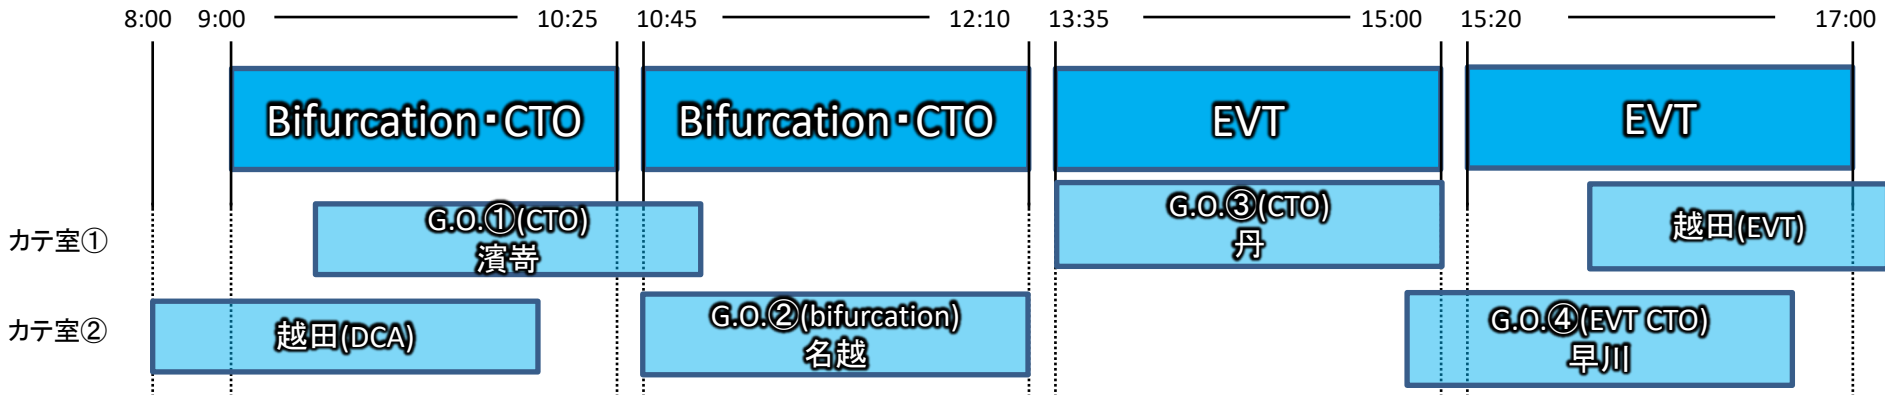 8:00 9:00 10:25 10:45 12:10 13:35 15:00 15:20 17:00
Bifurcation・CTO Bifurcation・CTO EVT EVT
カテ室①
G.O.①(CTO)
濱嵜
G.O.③(CTO)
丹
越田(EVT)
カテ室②
越田(DCA)
G.O.②(bifurcation)
名越
G.O.④(EVT CTO)
早川